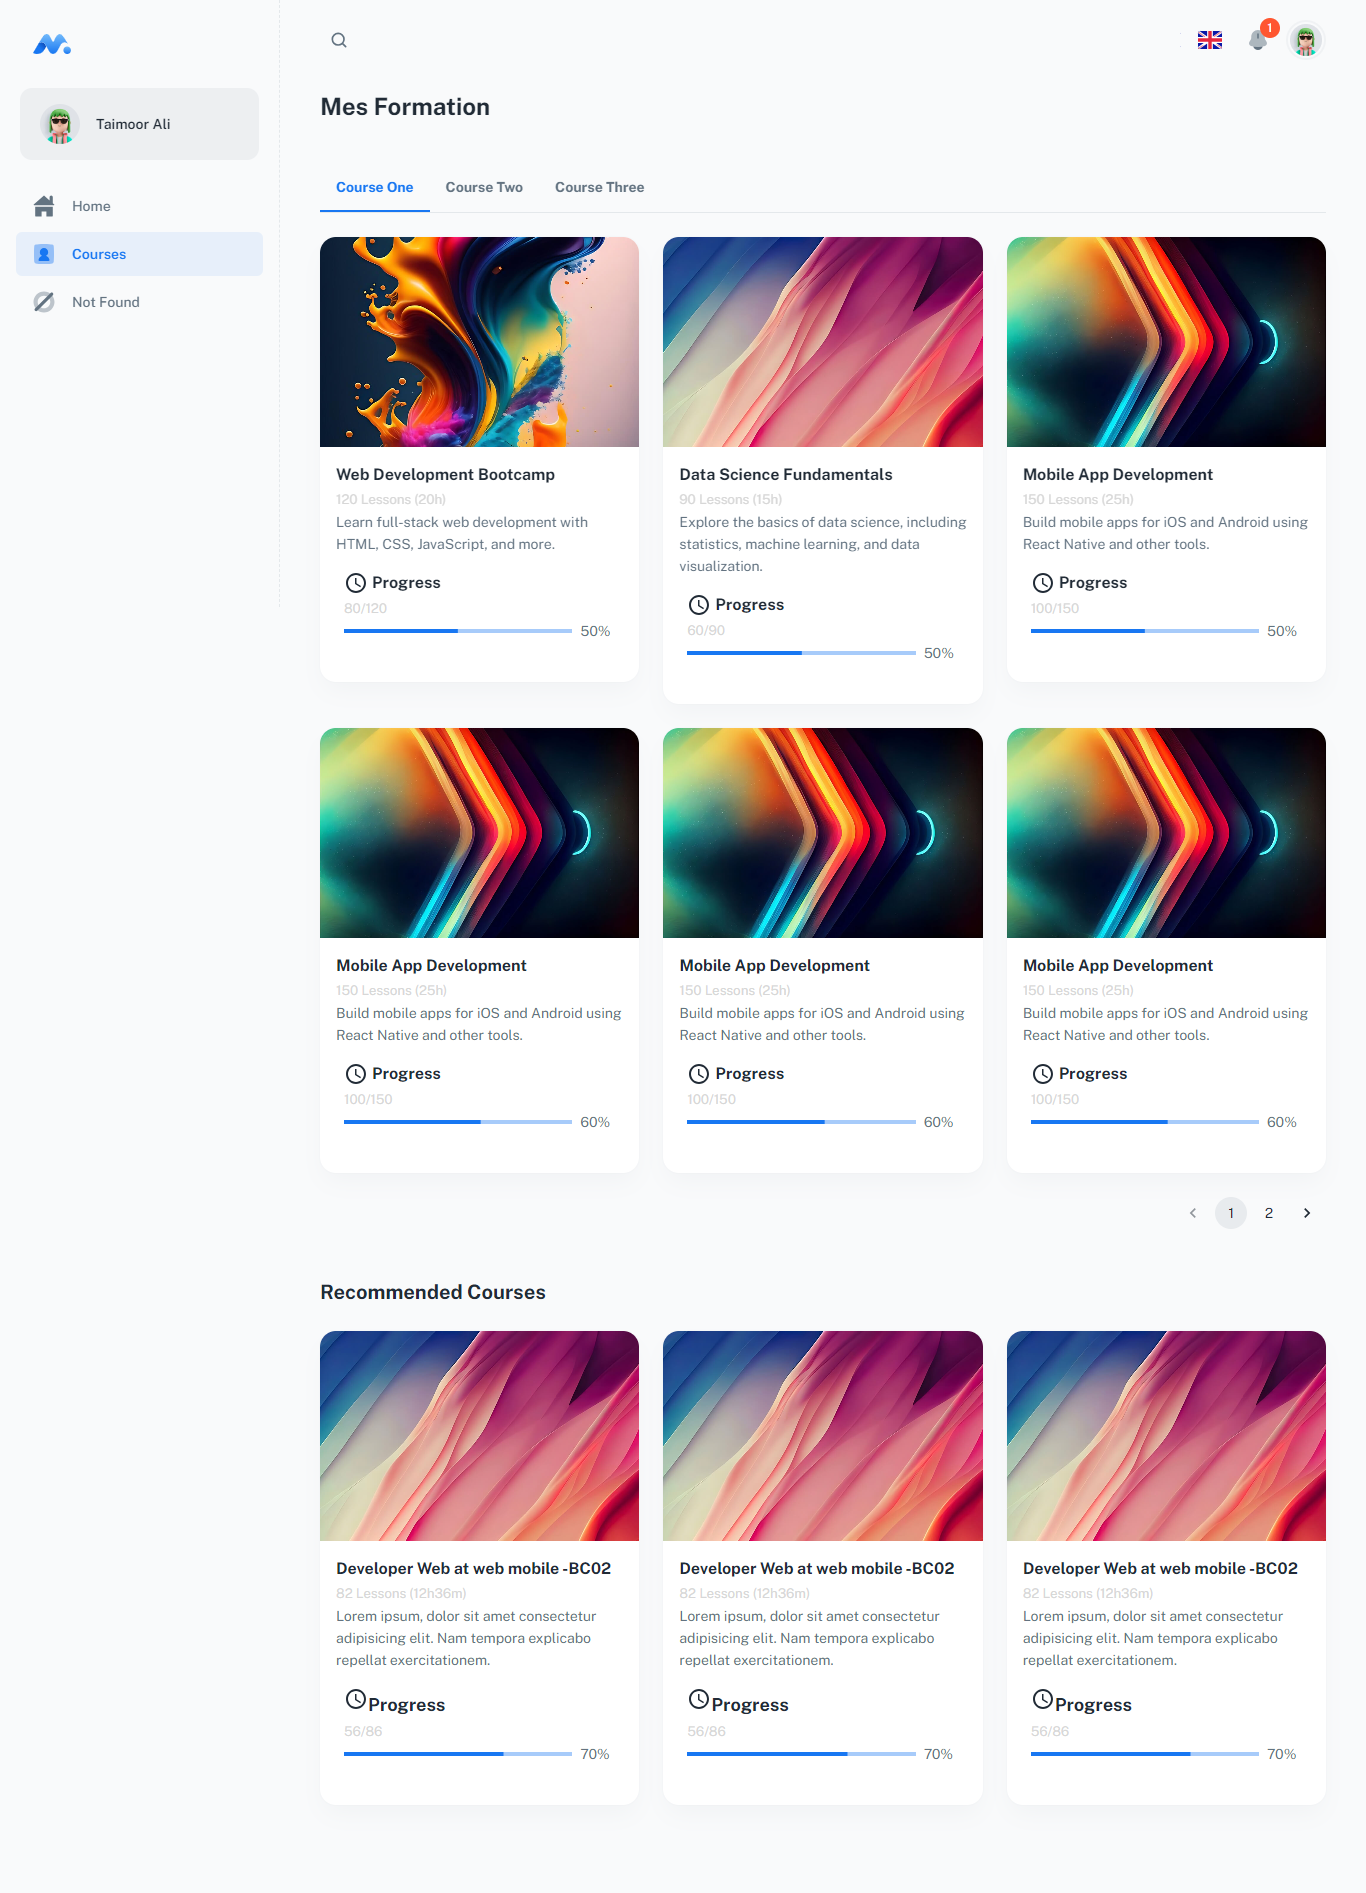 1
Taimoor Ali
Home
Courses
Not Found
Mes Formation
Course One
Course Two
Course Three
Web Development Bootcamp
120 Lessons (20h)
Learn full-stack web development with
HTML, CSS, JavaScript, and more.
Progress
80/120
50%
Data Science Fundamentals
90 Lessons (15h)
Explore the basics of data science, including
statistics, machine learning, and data
visualization.
Progress
60/90
50%
Mobile App Development
150 Lessons (25h)
Build mobile apps for iOS and Android using
React Native and other tools.
Progress
100/150
50%
Mobile App Development
150 Lessons (25h)
Build mobile apps for iOS and Android using
React Native and other tools.
Progress
100/150
60%
Mobile App Development
150 Lessons (25h)
Build mobile apps for iOS and Android using
React Native and other tools.
Progress
100/150
60%
Mobile App Development
150 Lessons (25h)
Build mobile apps for iOS and Android using
React Native and other tools.
Progress
100/150
60%
1
2
Recommended Courses
Developer Web at web mobile -BC02
82 Lessons (12h36m)
Lorem ipsum, dolor sit amet consectetur
adipisicing elit. Nam tempora explicabo
repellat exercitationem.
Progress
56/86
70%
Developer Web at web mobile -BC02
82 Lessons (12h36m)
Lorem ipsum, dolor sit amet consectetur
adipisicing elit. Nam tempora explicabo
repellat exercitationem.
Progress
56/86
70%
Developer Web at web mobile -BC02
82 Lessons (12h36m)
Lorem ipsum, dolor sit amet consectetur
adipisicing elit. Nam tempora explicabo
repellat exercitationem.
Progress
56/86
70%